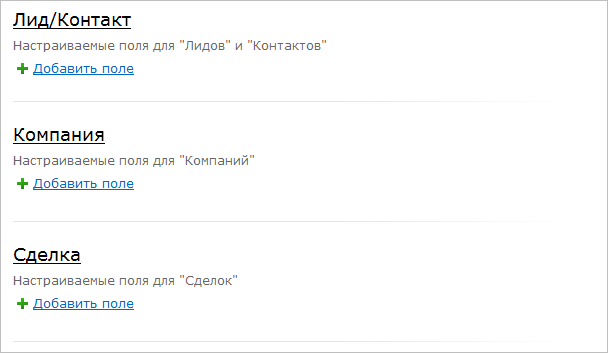 Лид/Контакт
Настраиваемые поля для "Лидов" и "Контактов"
Добавить поле
Компания
Настраиваемые поля для "Компаний"
Добавить поле
Сделка
Настраиваемые поля для "Сделок"
Добавить поле